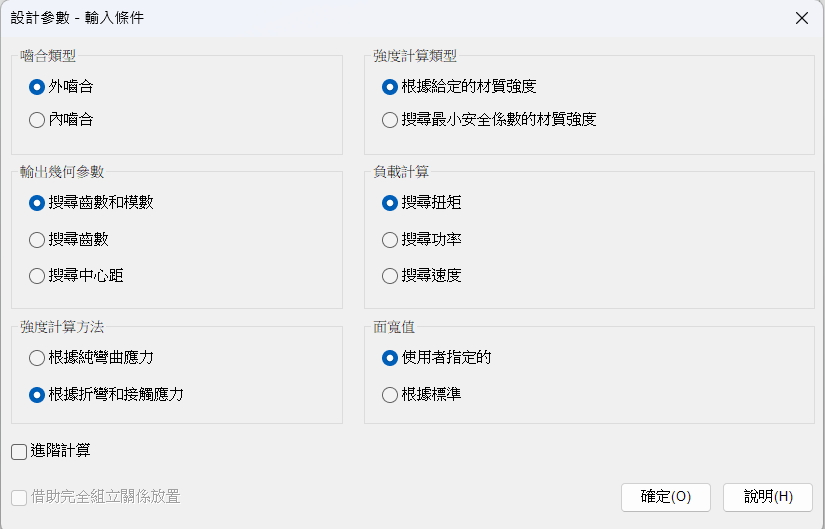 設計參數 - 輸入條件
嚙合類型
外嚙合
內嚙合
強度計算類型
根據給定的材質強度
搜尋最小安全係數的材質強度
輸出幾何參數
搜尋齒數和模數
搜尋齒數
搜尋中心距
負載計算
搜尋扭矩
搜尋功率
搜尋速度
強度計算方法
根據純彎曲應力
根據折彎和接觸應力
面寬值
使用者指定的
根據標準
進階計算
借助完全組立關係放置
確定(O)
說明(H)